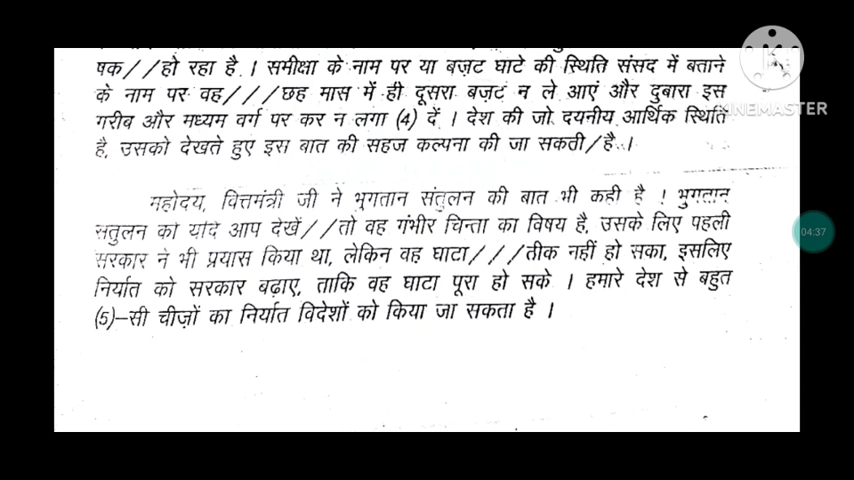 षक//हो रहा है । समीक्षा के नाम पर या बज़ट घाटे की स्थिति संसद में बताने
के नाम पर वह///छह मास में ही दूसरा बज़ट न ले आएं और दुबारा इस
गरीब और मध्यम वर्ग पर कर न लगा (4) दें । देश की जो दयनीय आर्थिक स्थिति
है, उसको देखते हुए इस बात की सहज कल्पना की जा सकती/है ।
महोदय, वित्तमंत्री जी ने भुगतान संतुलन की बात भी कही है । भुगतान
संतुलन को यदि आप देखें//तो वह गंभीर चिन्ता का विषय है, उसके लिए पहली
सरकार ने भी प्रयास किया था, लेकिन वह घाटा///ठीक नहीं हो सका, इसलिए
निर्यात को सरकार बढ़ाए, ताकि वह घाटा पूरा हो सके । हमारे देश से बहुत
(5)–सी चीज़ों का निर्यात विदेशों को किया जा सकता है ।
KINEMASTER
04:37